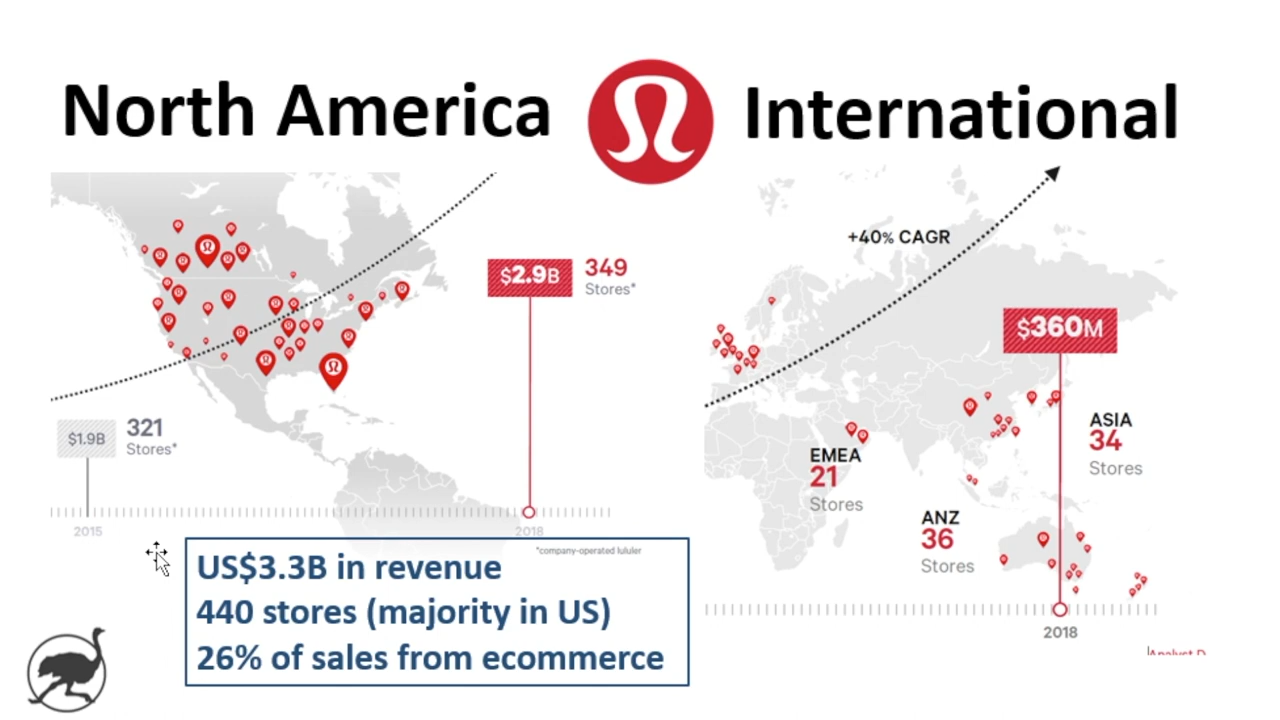 North America
International
+40% CAGR
$2.9B
349
Stores*
$360M
321
Stores*
$1.9B
ASIA
34
Stores
EMEA
21
Stores
ANZ
36
Stores
2015
2018
*company-operated lululer
US$3.3B in revenue
440 stores (majority in US)
26% of sales from ecommerce
2018